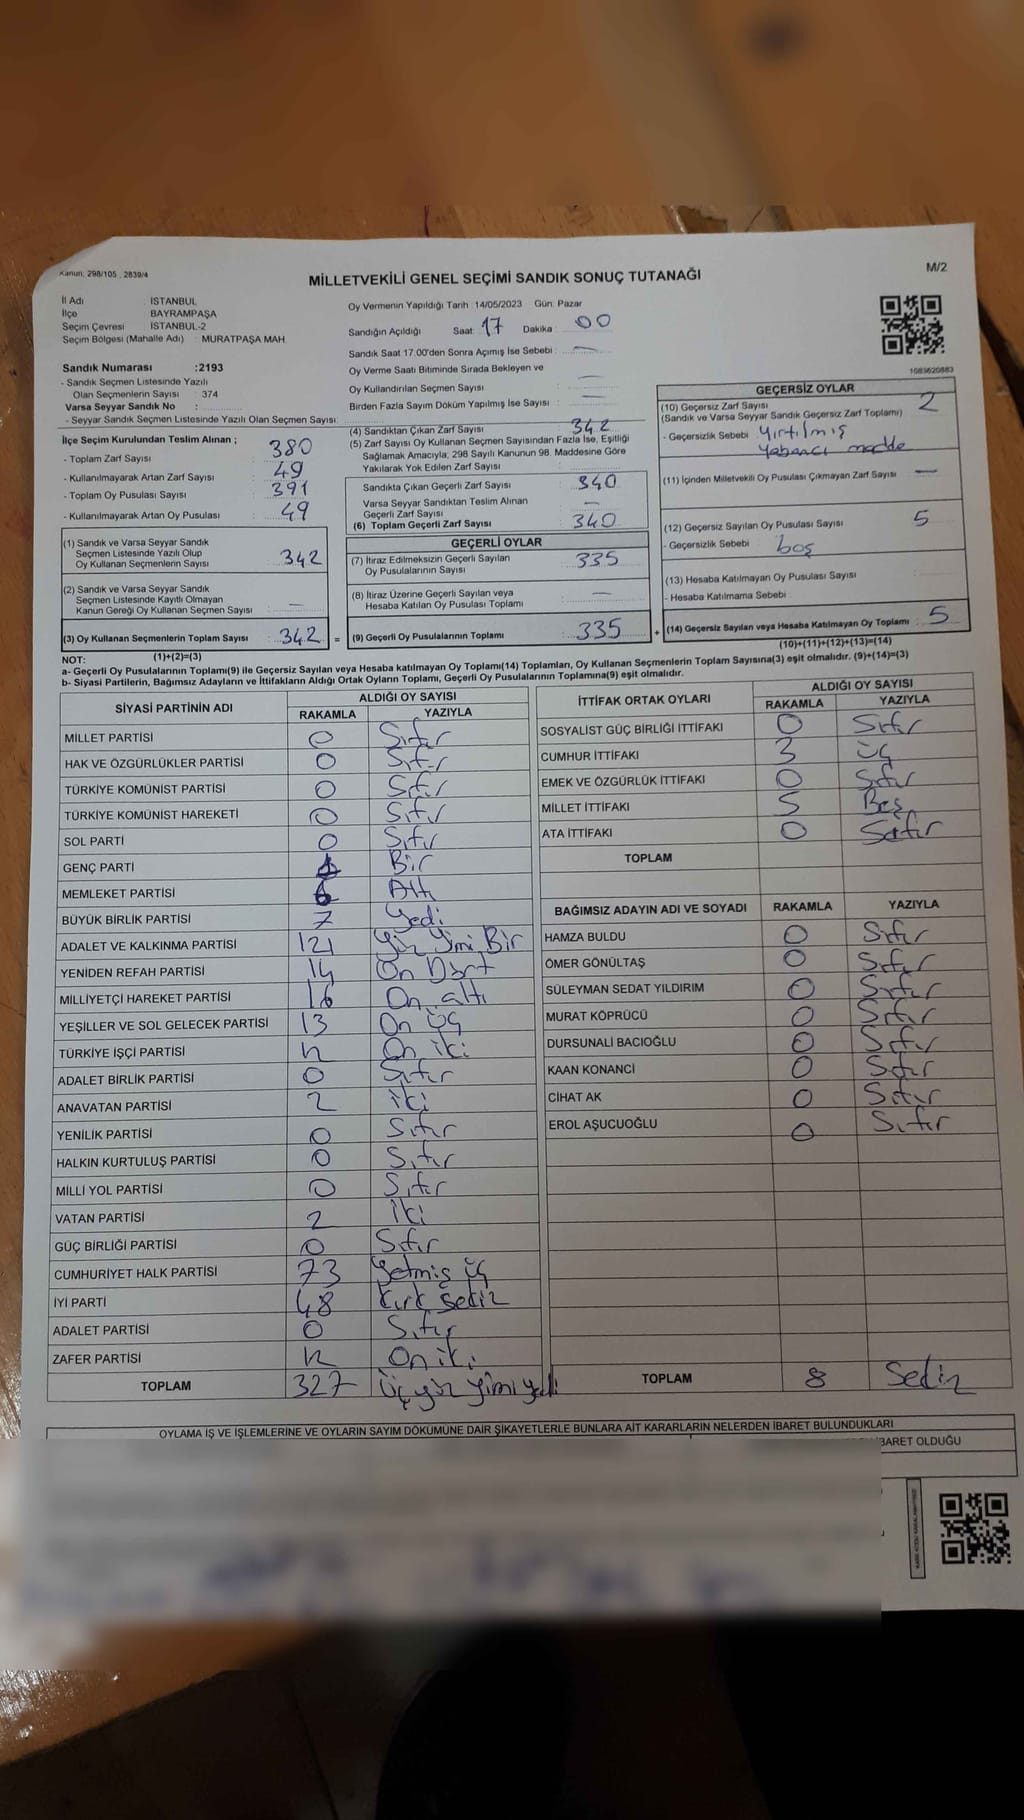 Kanun: 298/105 , 2839/4
M/2
MİLLETVEKİLİ GENEL SEÇİMİ SANDIK SONUÇ TUTANAĞI
İl Adı : İSTANBUL
İlçe : BAYRAMPAŞA
Seçim Çevresi : İSTANBUL-2
Seçim Bölgesi (Mahalle Adı) : MURATPAŞA MAH.
Sandık Numarası :2193
- Sandık Seçmen Listesinde Yazılı
Olan Seçmenlerin Sayısı : 374
Varsa Seyyar Sandık No :
- Seyyar Sandık Seçmen Listesinde Yazılı Olan Seçmen Sayısı :
İlçe Seçim Kurulundan Teslim Alınan ;
- Toplam Zarf Sayısı : 380
- Kullanılmayarak Artan Zarf Sayısı : 49
- Toplam Oy Pusulası Sayısı : 391
- Kullanılmayarak Artan Oy Pusulası : 49
(1) Sandık ve Varsa Seyyar Sandık
Seçmen Listesinde Yazılı Olup
Oy Kullanan Seçmenlerin Sayısı : 342
(2) Sandık ve Varsa Seyyar Sandık
Seçmen Listesinde Kayıtlı Olmayan
Kanun Gereği Oy Kullanan Seçmen Sayısı : —
(3) Oy Kullanan Seçmenlerin Toplam Sayısı : 342 =
(1)+(2)=(3)
Oy Vermenin Yapıldığı Tarih :14/05/2023 Gün: Pazar
Sandığın Açıldığı Saat: 17 Dakika : 00
Sandık Saat 17:00'den Sonra Açımış İse Sebebi : —
Oy Verme Saati Bitiminde Sırada Bekleyen ve
Oy Kullandırılan Seçmen Sayısı : —
Birden Fazla Sayım Döküm Yapılmış İse Sayısı : —
(4) Sandıktan Çıkan Zarf Sayısı : 342
(5) Zarf Sayısı Oy Kullanan Seçmen Sayısından Fazla İse, Eşitliği
Sağlamak Amacıyla; 298 Sayılı Kanunun 98. Maddesine Göre
Yakılarak Yok Edilen Zarf Sayısı :
Sandıkta Çıkan Geçerli Zarf Sayısı : 340
Varsa Seyyar Sandıktan Teslim Alınan
Geçerli Zarf Sayısı : —
(6) Toplam Geçerli Zarf Sayısı : 340
GEÇERLİ OYLAR
(7) İtiraz Edilmeksizin Geçerli Sayılan
Oy Pusulalarının Sayısı : 335
(8) İtiraz Üzerine Geçerli Sayılan veya
Hesaba Katılan Oy Pusulası Toplamı : —
(9) Geçerli Oy Pusulalarının Toplamı : 335 +
1083620883
GEÇERSİZ OYLAR
(10) Geçersiz Zarf Sayısı : 2
(Sandık ve Varsa Seyyar Sandık Geçersiz Zarf Toplamı)
- Geçersizlik Sebebi : Yırtılmış
Yabancı madde
(11) İçinden Milletvekili Oy Pusulası Çıkmayan Zarf Sayısı : —
(12) Geçersiz Sayılan Oy Pusulası Sayısı : 5
- Geçersizlik Sebebi : boş
(13) Hesaba Katılmayan Oy Pusulası Sayısı :
- Hesaba Katılmama Sebebi :
(14) Geçersiz Sayılan veya Hesaba Katılmayan Oy Toplamı : 5
(10)+(11)+(12)+(13)=(14)
NOT:
a- Geçerli Oy Pusulalarının Toplamı(9) ile Geçersiz Sayılan veya Hesaba katılmayan Oy Toplamı(14) Toplamları, Oy Kullanan Seçmenlerin Toplam Sayısına(3) eşit olmalıdır. (9)+(14)=(3)
b- Siyasi Partilerin, Bağımsız Adayların ve İttifakların Aldığı Ortak Oyların Toplamı, Geçerli Oy Pusulalarının Toplamına(9) eşit olmalıdır.
SİYASİ PARTİNİN ADI ALDIĞI OY SAYISI
RAKAMLA YAZIYLA
MİLLET PARTİSİ 0 Sıfır
HAK VE ÖZGÜRLÜKLER PARTİSİ 0 Sıfır
TÜRKİYE KOMÜNİST PARTİSİ 0 Sıfır
TÜRKİYE KOMÜNİST HAREKETİ 0 Sıfır
SOL PARTİ 0 Sıfır
GENÇ PARTİ 1 Bir
MEMLEKET PARTİSİ 6 Altı
BÜYÜK BİRLİK PARTİSİ 7 Yedi
ADALET VE KALKINMA PARTİSİ 121 Yüz Yirmi Bir
YENİDEN REFAH PARTİSİ 14 On Dört
MİLLİYETÇİ HAREKET PARTİSİ 16 On altı
YEŞİLLER VE SOL GELECEK PARTİSİ 13 On üç
TÜRKİYE İŞÇİ PARTİSİ 12 On iki
ADALET BİRLİK PARTİSİ 0 Sıfır
ANAVATAN PARTİSİ 2 iki
YENİLİK PARTİSİ 0 Sıfır
HALKIN KURTULUŞ PARTİSİ 0 Sıfır
MİLLİ YOL PARTİSİ 0 Sıfır
VATAN PARTİSİ 2 İki
GÜÇ BİRLİĞİ PARTİSİ 0 Sıfır
CUMHURİYET HALK PARTİSİ 73 Yetmiş üç
İYİ PARTİ 48 Kırk sekiz
ADALET PARTİSİ 0 Sıfır
ZAFER PARTİSİ 12 On iki
TOPLAM 327 Üç yüz yirmi yedi
İTTİFAK ORTAK OYLARI ALDIĞI OY SAYISI
RAKAMLA YAZIYLA
SOSYALİST GÜÇ BİRLİĞİ İTTİFAKI 0 Sıfır
CUMHUR İTTİFAKI 3 üç
EMEK VE ÖZGÜRLÜK İTTİFAKI 0 Sıfır
MİLLET İTTİFAKI 5 Beş
ATA İTTİFAKI 0 Sıfır
TOPLAM
BAĞIMSIZ ADAYIN ADI VE SOYADI RAKAMLA YAZIYLA
HAMZA BULDU 0 Sıfır
ÖMER GÖNÜLTAŞ 0 Sıfır
SÜLEYMAN SEDAT YILDIRIM 0 Sıfır
MURAT KÖPRÜCÜ 0 Sıfır
DURSUNALİ BACIOĞLU 0 Sıfır
KAAN KONANCİ 0 Sıfır
CİHAT AK 0 Sıfır
EROL AŞUCUOĞLU 0 Sıfır
TOPLAM 8 Sekiz
OYLAMA İŞ VE İŞLEMLERİNE VE OYLARIN SAYIM DÖKÜMÜNE DAİR ŞİKAYETLERLE BUNLARA AİT KARARLARIN NELERDEN İBARET BULUNDUKLARI
İBARET OLDUĞU